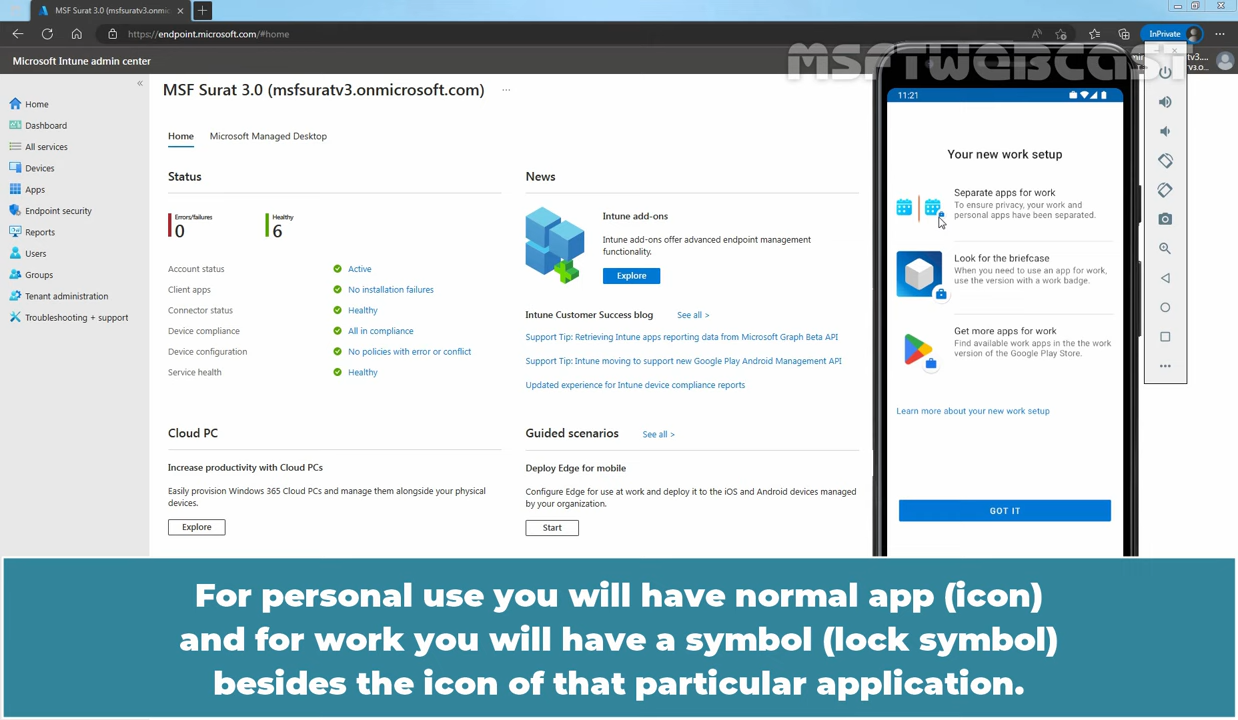 MSF Surat 3.0 (msfsuratv3.onmic
https://endpoint.microsoft.com/#home
InPrivate
Microsoft Intune admin center
MSFTWEBCAST
Home
Dashboard
All services
Devices
Apps
Endpoint security
Reports
Users
Groups
Tenant administration
Troubleshooting + support
MSF Surat 3.0 (msfsuratv3.onmicrosoft.com)
Home
Microsoft Managed Desktop
Status
Errors/failures
0
Healthy
6
Account status
Active
Client apps
No installation failures
Connector status
Healthy
Device compliance
All in compliance
Device configuration
No policies with error or conflict
Service health
Healthy
News
Intune add-ons
Intune add-ons offer advanced endpoint management
functionality.
Explore
Intune Customer Success blog
See all >
Support Tip: Retrieving Intune apps reporting data from Microsoft Graph Beta API
Support Tip: Intune moving to support new Google Play Android Management API
Updated experience for Intune device compliance reports
Cloud PC
Increase productivity with Cloud PCs
Easily provision Windows 365 Cloud PCs and manage them alongside your physical
devices.
Explore
Guided scenarios
See all >
Deploy Edge for mobile
Configure Edge for use at work and deploy it to the iOS and Android devices managed
by your organization.
Start
11:21
Your new work setup
Separate apps for work
To ensure privacy, your work and
personal apps have been separated.
Look for the briefcase
When you need to use an app for work,
use the version with a work badge.
Get more apps for work
Find available work apps in the the work
version of the Google Play Store.
Learn more about your new work setup
GOT IT
For personal use you will have normal app (icon)
and for work you will have a symbol (lock symbol)
besides the icon of that particular application.